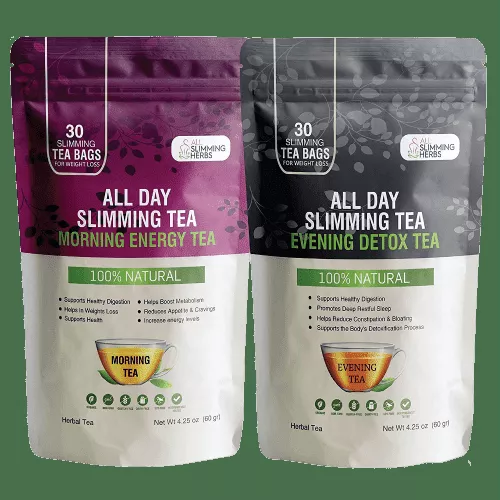 30
SLIMMING
TEA BAGS
FOR WEIGHT LOSS
ALL
SLIMMING
HERBS
ALL DAY
SLIMMING TEA
MORNING ENERGY TEA
100% NATURAL
• Supports Healthy Digestion
• Helps In Weights Loss
• Supports Health
• Helps Boost Metabolism
• Reduces Appetite & Cravings
• Increase energy levels
MORNING
TEA
Herbal Tea
Net Wt 4.25 oz (60 gr)
30
SLIMMING
TEA BAGS
FOR WEIGHT LOSS
ALL
SLIMMING
HERBS
ALL DAY
SLIMMING TEA
EVENING DETOX TEA
100% NATURAL
• Supports Healthy Digestion
• Promotes Deep Restful Sleep
• Helps Reduce Constipation & Bloating
• Supports the Body's Detoxification Process
EVENING
TEA
Herbal Tea
Net Wt 4.25 oz (60 gr)